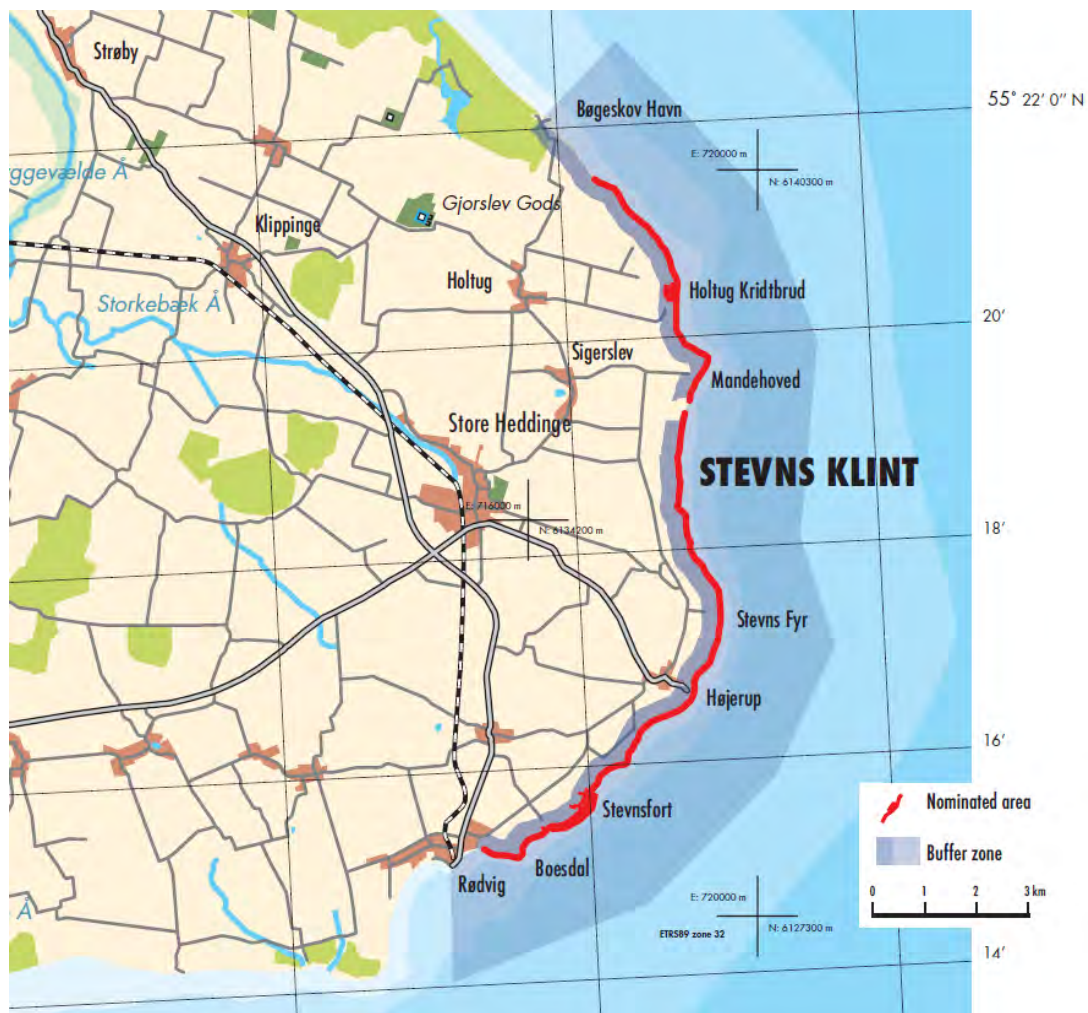 Strøby
Bøgeskov Havn
55° 22' 0'' N
E: 720000 m
N: 6140300 m
ggevælde Å
Gjorslev Gods
Klippinge
Holtug
Holtug Kridtbrud
Storkebæk Å
20'
Sigerslev
Mandehoved
Store Heddinge
STEVNS KLINT
E: 716000 m
N: 6134200 m
18'
Stevns Fyr
Højerup
16'
Stevnsfort
Nominated area
Buffer zone
Boesdal
Rødvig
0 1 2 3 km
E: 720000 m
Å
N: 6127300 m
ETRS89 zone 32
14'